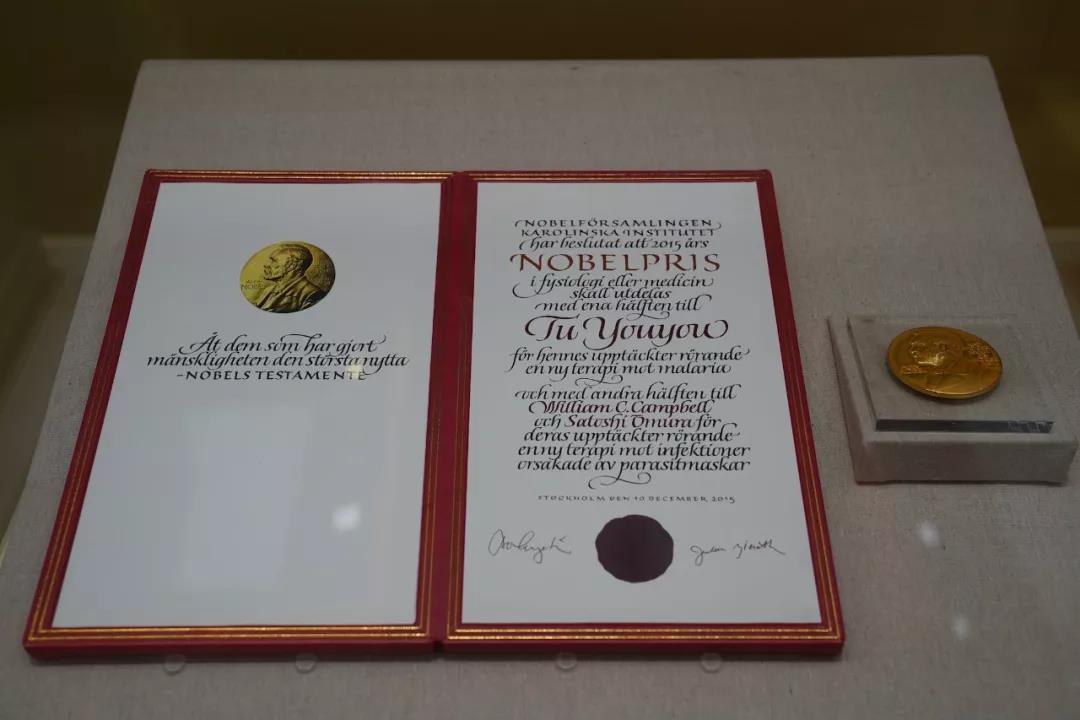 Åt dem som har gjort
mänskligheten den största nytta
-NOBELS TESTAMENTE
NOBELFÖRSAMLINGEN
KAROLINSKA INSTITUTET
har beslutat att 2015 års
NOBELPRIS
i fysiologi eller medicin
skall utdelas
med ena hälften till
Tu Youyou
för hennes upptäckter rörande
en ny terapi mot malaria
och med andra hälften till
William C. Campbell
och Satoshi Ōmura för
deras upptäckter rörande
en ny terapi mot infektioner
orsakade av parasitmaskar
STOCKHOLM DEN 10 DECEMBER 2015